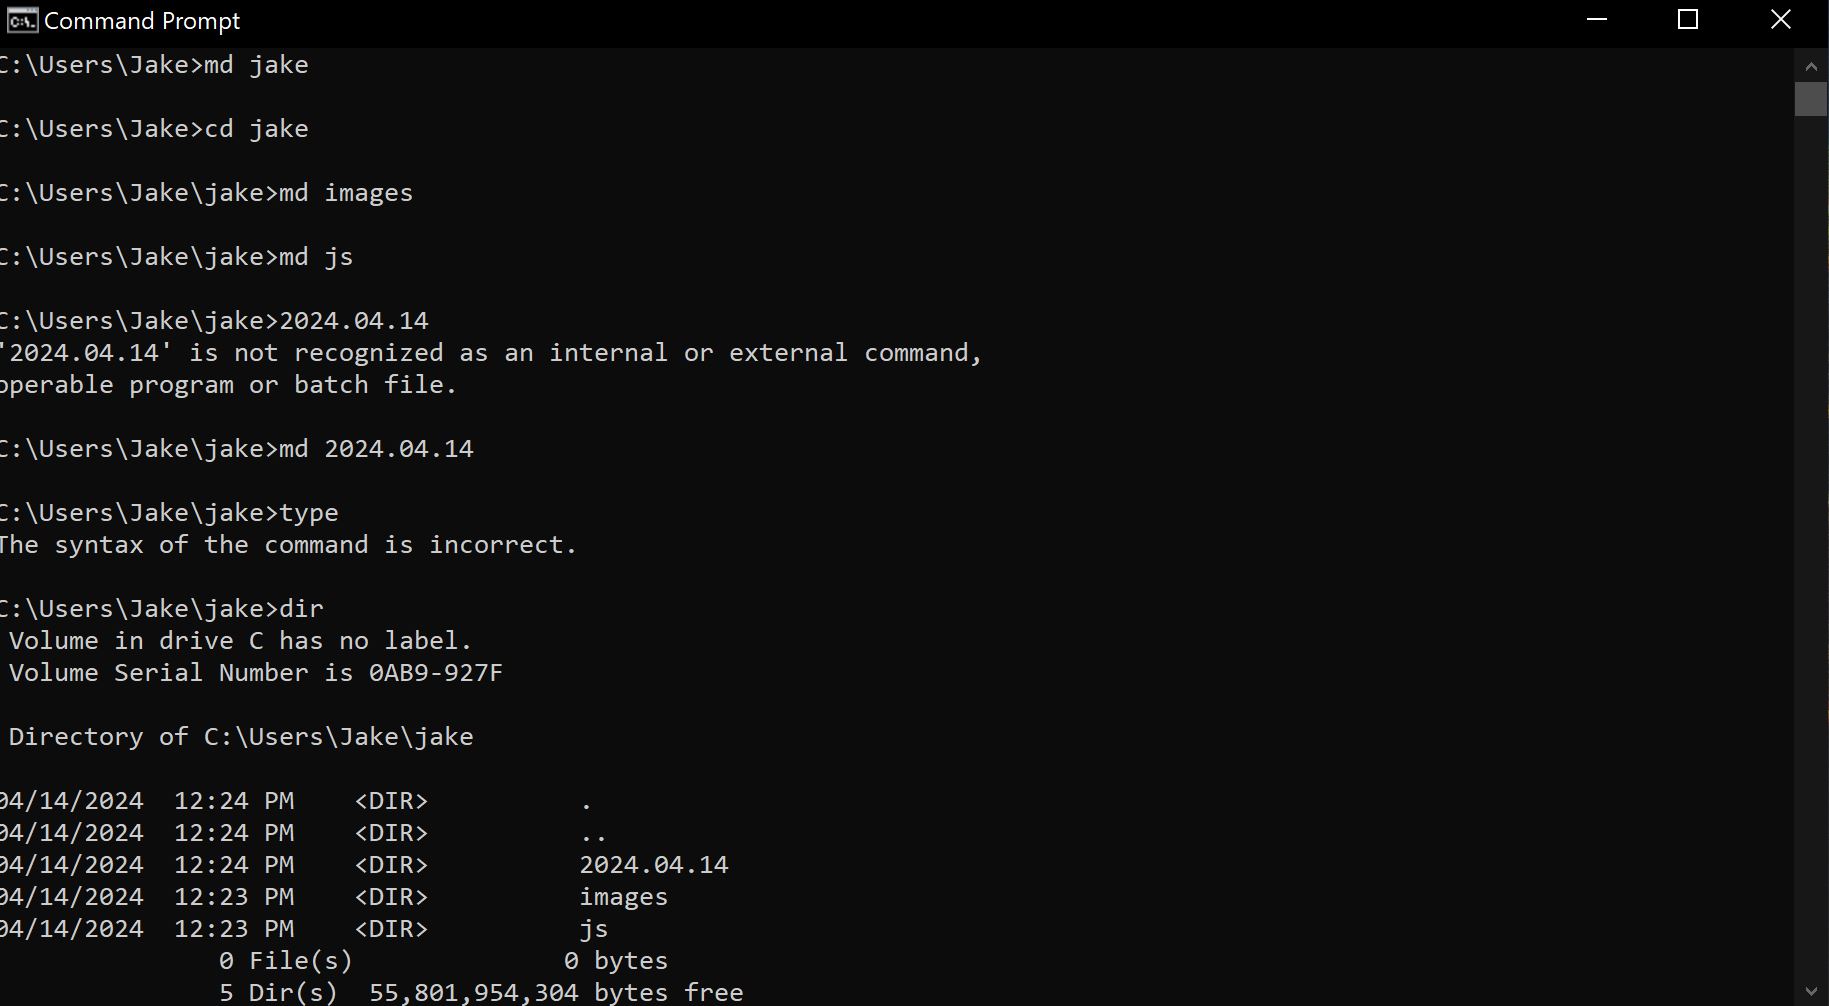 Command Prompt
C:\Users\Jake>md jake
C:\Users\Jake>cd jake
C:\Users\Jake\jake>md images
C:\Users\Jake\jake>md js
C:\Users\Jake\jake>2024.04.14
'2024.04.14' is not recognized as an internal or external command,
operable program or batch file.
C:\Users\Jake\jake>md 2024.04.14
C:\Users\Jake\jake>type
The syntax of the command is incorrect.
C:\Users\Jake\jake>dir
Volume in drive C has no label.
Volume Serial Number is 0AB9-927F
Directory of C:\Users\Jake\jake
04/14/2024  12:24 PM    <DIR>          .
04/14/2024  12:24 PM    <DIR>          ..
04/14/2024  12:24 PM    <DIR>          2024.04.14
04/14/2024  12:23 PM    <DIR>          images
04/14/2024  12:23 PM    <DIR>          js
0 File(s)              0 bytes
5 Dir(s)  55,801,954,304 bytes free